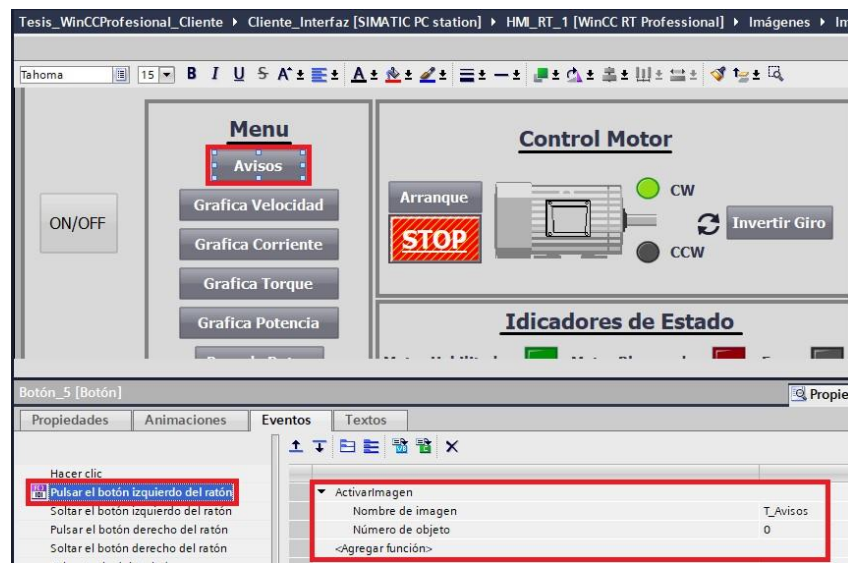 Tesis_WinCCProfesional_Cliente ▸ Cliente_Interfaz [SIMATIC PC station] ▸ HMI_RT_1 [WinCC RT Professional] ▸ Imágenes ▸
Tahoma 15 B I U S A
Menu
Avisos
Grafica Velocidad
Grafica Corriente
Grafica Torque
Grafica Potencia
ON/OFF
Control Motor
Arranque
STOP
CW
CCW
Invertir Giro
Idicadores de Estado
Botón_5 [Botón]
Propie
Propiedades Animaciones Eventos Textos
Hacer clic
Pulsar el botón izquierdo del ratón
Soltar el botón izquierdo del ratón
Pulsar el botón derecho del ratón
Soltar el botón derecho del ratón
ActivarImagen
Nombre de imagen T_Avisos
Número de objeto 0
<Agregar función>